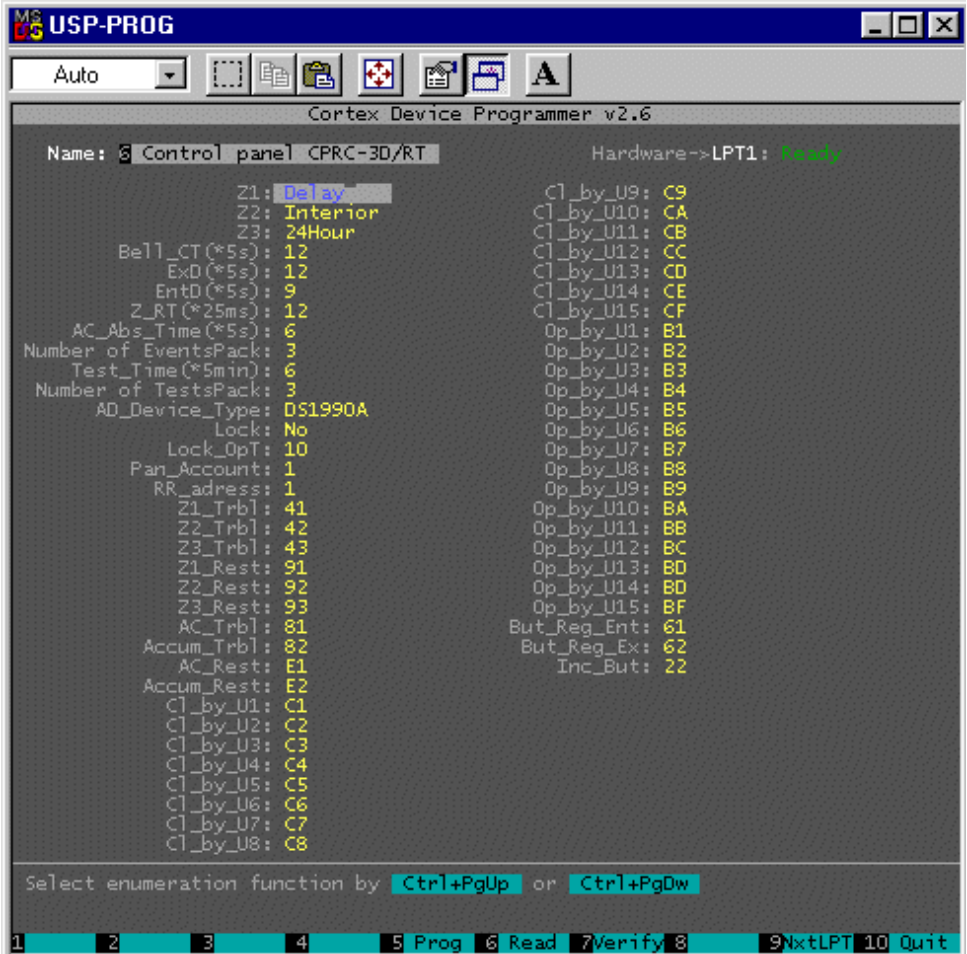 USP-PROG
Auto
A
Cortex Device Programmer v2.6
Name: 6 Control panel CPRC-3D/RT Hardware->LPT1: Ready
Z1: Delay
Z2: Interior
Z3: 24Hour
Bell_CT(*5s): 12
ExD(*5s): 12
EntD(*5s): 9
Z_RT(*25ms): 12
AC_Abs_Time(*5s): 6
Number of EventsPack: 3
Test_Time(*5min): 6
Number of TestsPack: 3
AD_Device_Type: DS1990A
Lock: No
Lock_OpT: 10
Pan_Account: 1
RR_adress: 1
Z1_Trbl: 41
Z2_Trbl: 42
Z3_Trbl: 43
Z1_Rest: 91
Z2_Rest: 92
Z3_Rest: 93
AC_Trbl: 81
Accum_Trbl: 82
AC_Rest: E1
Accum_Rest: E2
Cl_by_U1: C1
Cl_by_U2: C2
Cl_by_U3: C3
Cl_by_U4: C4
Cl_by_U5: C5
Cl_by_U6: C6
Cl_by_U7: C7
Cl_by_U8: C8
Cl_by_U9: C9
Cl_by_U10: CA
Cl_by_U11: CB
Cl_by_U12: CC
Cl_by_U13: CD
Cl_by_U14: CE
Cl_by_U15: CF
Op_by_U1: B1
Op_by_U2: B2
Op_by_U3: B3
Op_by_U4: B4
Op_by_U5: B5
Op_by_U6: B6
Op_by_U7: B7
Op_by_U8: B8
Op_by_U9: B9
Op_by_U10: BA
Op_by_U11: BB
Op_by_U12: BC
Op_by_U13: BD
Op_by_U14: BD
Op_by_U15: BF
But_Reg_Ent: 61
But_Reg_Ex: 62
Inc_But: 22
Select enumeration function by Ctrl+PgUp or Ctrl+PgDw
1 2 3 4 5 Prog 6 Read 7Verify 8 9NxtLPT 10 Quit